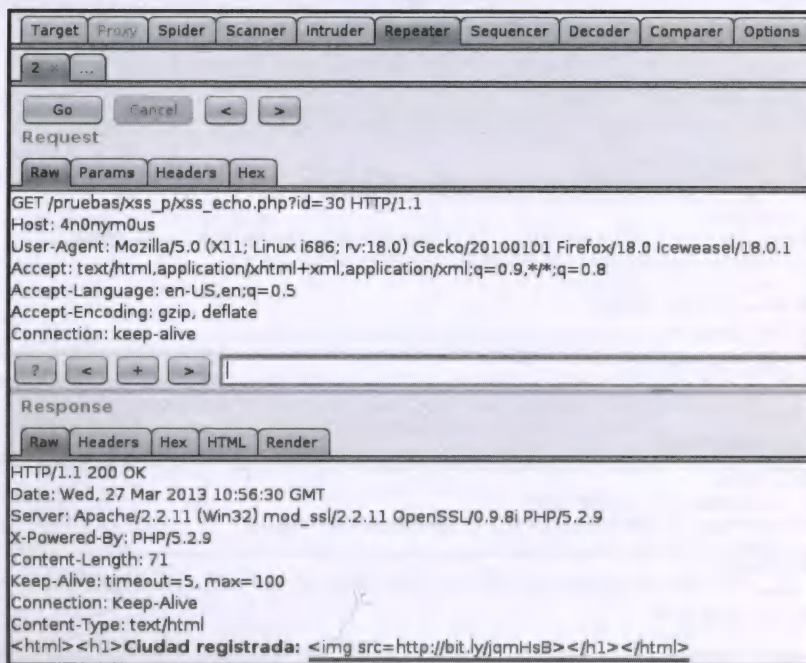 Target Proxy Spider Scanner Intruder Repeater Sequencer Decoder Comparer Options
2 × ...
Go Cancel < >
Request
Raw Params Headers Hex
GET /pruebas/xss_p/xss_echo.php?id=30 HTTP/1.1
Host: 4n0nym0us
User-Agent: Mozilla/5.0 (X11; Linux i686; rv:18.0) Gecko/20100101 Firefox/18.0 Iceweasel/18.0.1
Accept: text/html,application/xhtml+xml,application/xml;q=0.9,*/*;q=0.8
Accept-Language: en-US,en;q=0.5
Accept-Encoding: gzip, deflate
Connection: keep-alive
? < + >
Response
Raw Headers Hex HTML Render
HTTP/1.1 200 OK
Date: Wed, 27 Mar 2013 10:56:30 GMT
Server: Apache/2.2.11 (Win32) mod_ssl/2.2.11 OpenSSL/0.9.8i PHP/5.2.9
X-Powered-By: PHP/5.2.9
Content-Length: 71
Keep-Alive: timeout=5, max=100
Connection: Keep-Alive
Content-Type: text/html
<html><h1>Ciudad registrada: <img src=http://bit.ly/jqmHsB></h1></html>